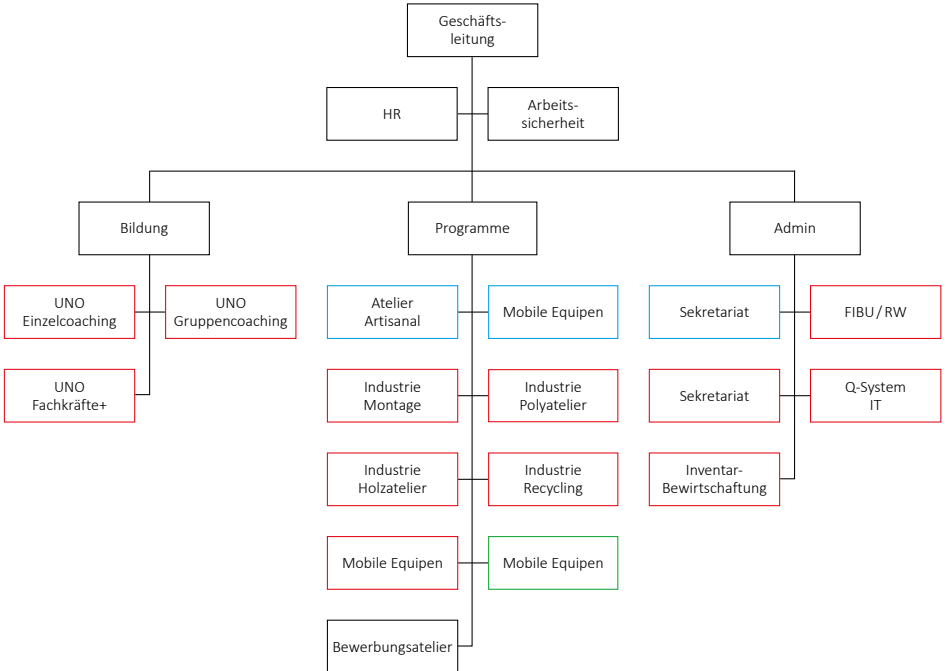 Geschäfts-
leitung
HR
Arbeits-
sicherheit
Bildung
Programme
Admin
UNO
Einzelcoaching
UNO
Gruppencoaching
Atelier
Artisanal
Mobile Equipen
Sekretariat
FIBU / RW
UNO
Fachkräfte+
Industrie
Montage
Industrie
Polyatelier
Sekretariat
Q-System
IT
Industrie
Holzatelier
Industrie
Recycling
Inventar-
Bewirtschaftung
Mobile Equipen
Mobile Equipen
Bewerbungsatelier